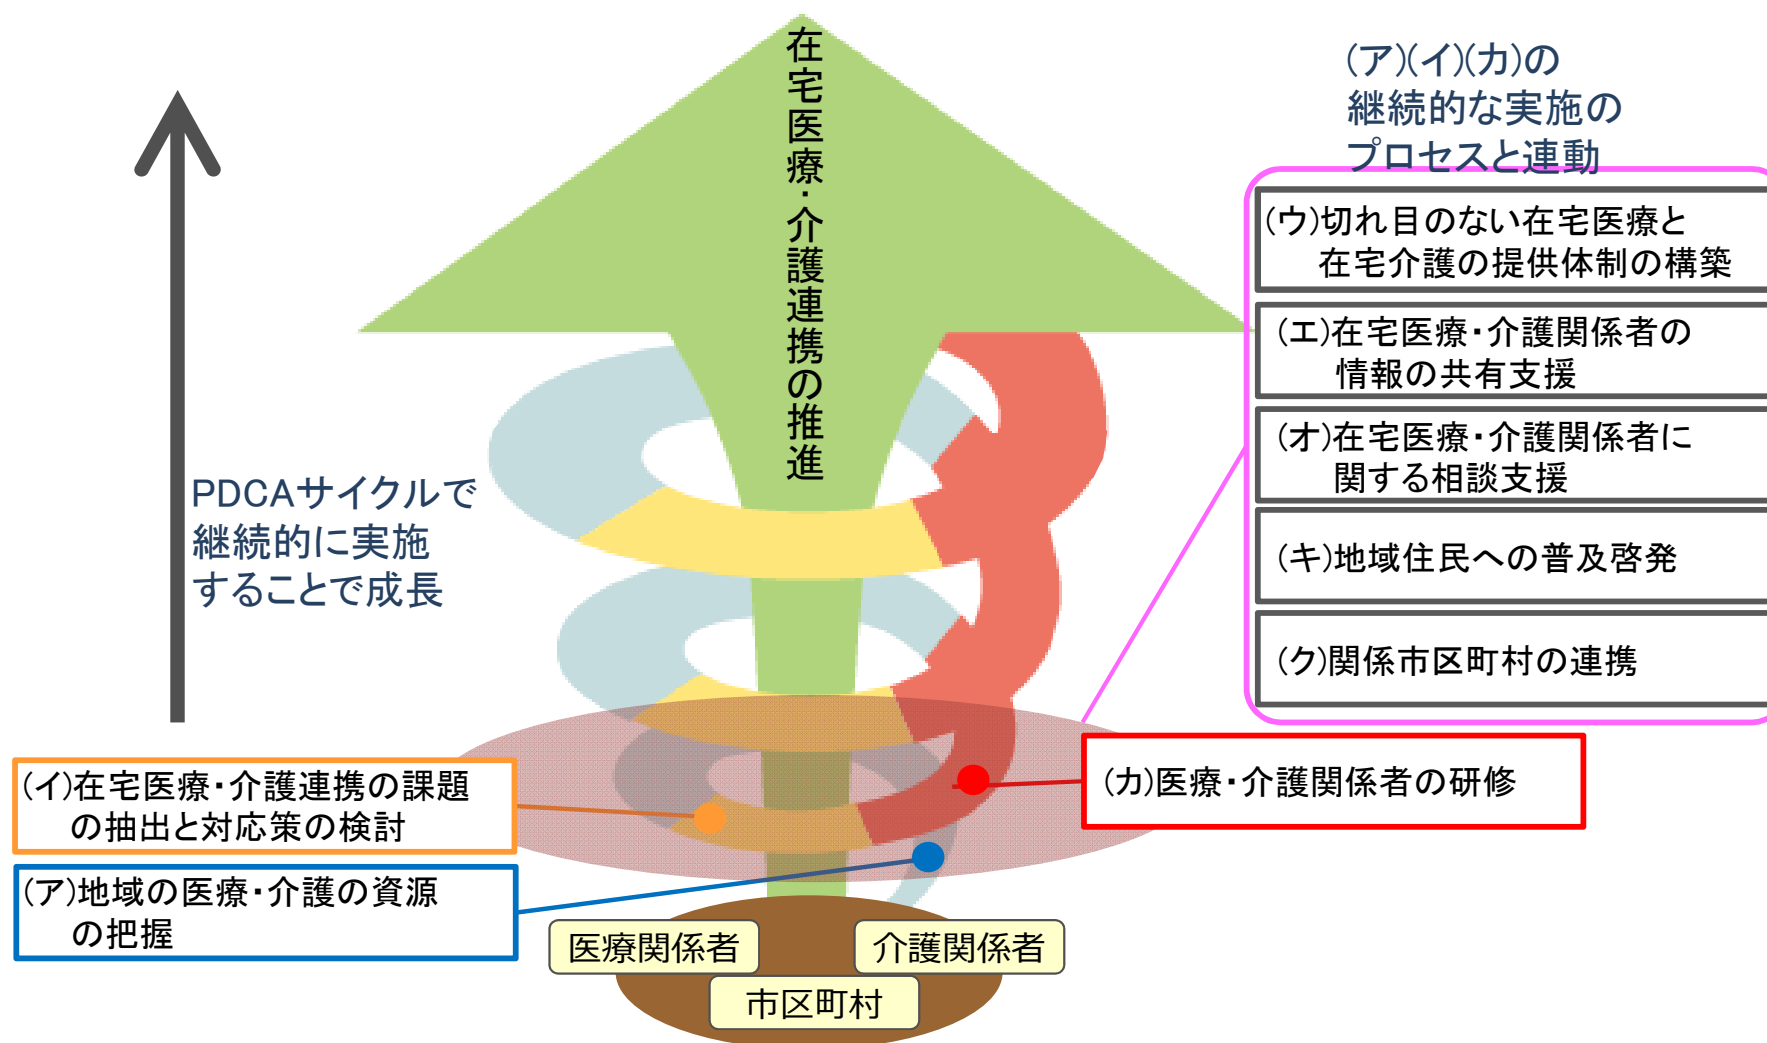 在宅医療・介護連携の推進
(ア)(イ)(カ)の
継続的な実施の
プロセスと連動
(ウ)切れ目のない在宅医療と
在宅介護の提供体制の構築
(エ)在宅医療・介護関係者の
情報の共有支援
(オ)在宅医療・介護関係者に
関する相談支援
(キ)地域住民への普及啓発
(ク)関係市区町村の連携
PDCAサイクルで
継続的に実施
することで成長
(イ)在宅医療・介護連携の課題
の抽出と対応策の検討
(カ)医療・介護関係者の研修
(ア)地域の医療・介護の資源
の把握
医療関係者
介護関係者
市区町村